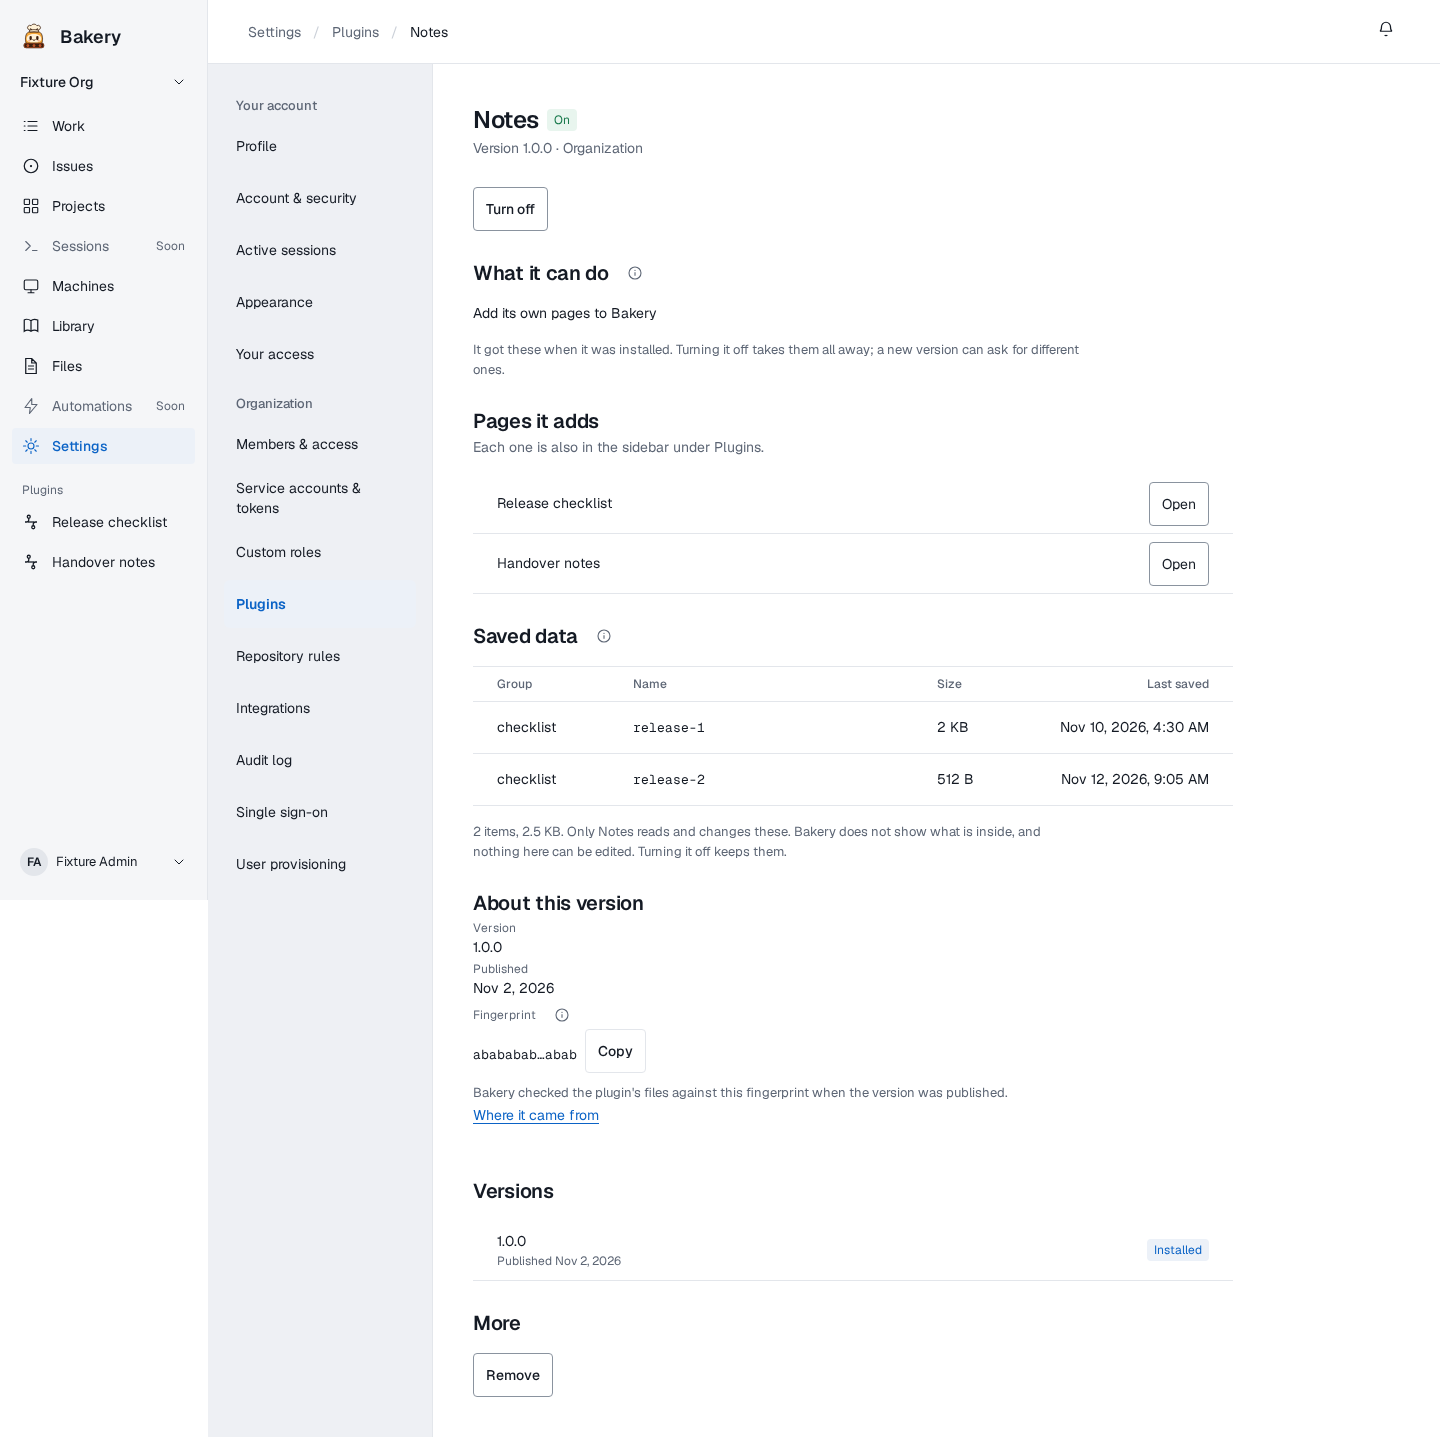 Bakery
Fixture Org
Work
Issues
Projects
Sessions Soon
Machines
Library
Files
Automations Soon
Settings
Plugins
Release checklist
Handover notes
FA Fixture Admin
Settings / Plugins / Notes
Your account
Profile
Account & security
Active sessions
Appearance
Your access
Organization
Members & access
Service accounts &
tokens
Custom roles
Plugins
Repository rules
Integrations
Audit log
Single sign-on
User provisioning
Notes On
Version 1.0.0 · Organization
Turn off
What it can do
Add its own pages to Bakery
It got these when it was installed. Turning it off takes them all away; a new version can ask for different
ones.
Pages it adds
Each one is also in the sidebar under Plugins.
Release checklist Open
Handover notes Open
Saved data
Group Name Size Last saved
checklist release-1 2 KB Nov 10, 2026, 4:30 AM
checklist release-2 512 B Nov 12, 2026, 9:05 AM
2 items, 2.5 KB. Only Notes reads and changes these. Bakery does not show what is inside, and
nothing here can be edited. Turning it off keeps them.
About this version
Version
1.0.0
Published
Nov 2, 2026
Fingerprint
abababab…abab Copy
Bakery checked the plugin's files against this fingerprint when the version was published.
Where it came from
Versions
1.0.0
Published Nov 2, 2026 Installed
More
Remove